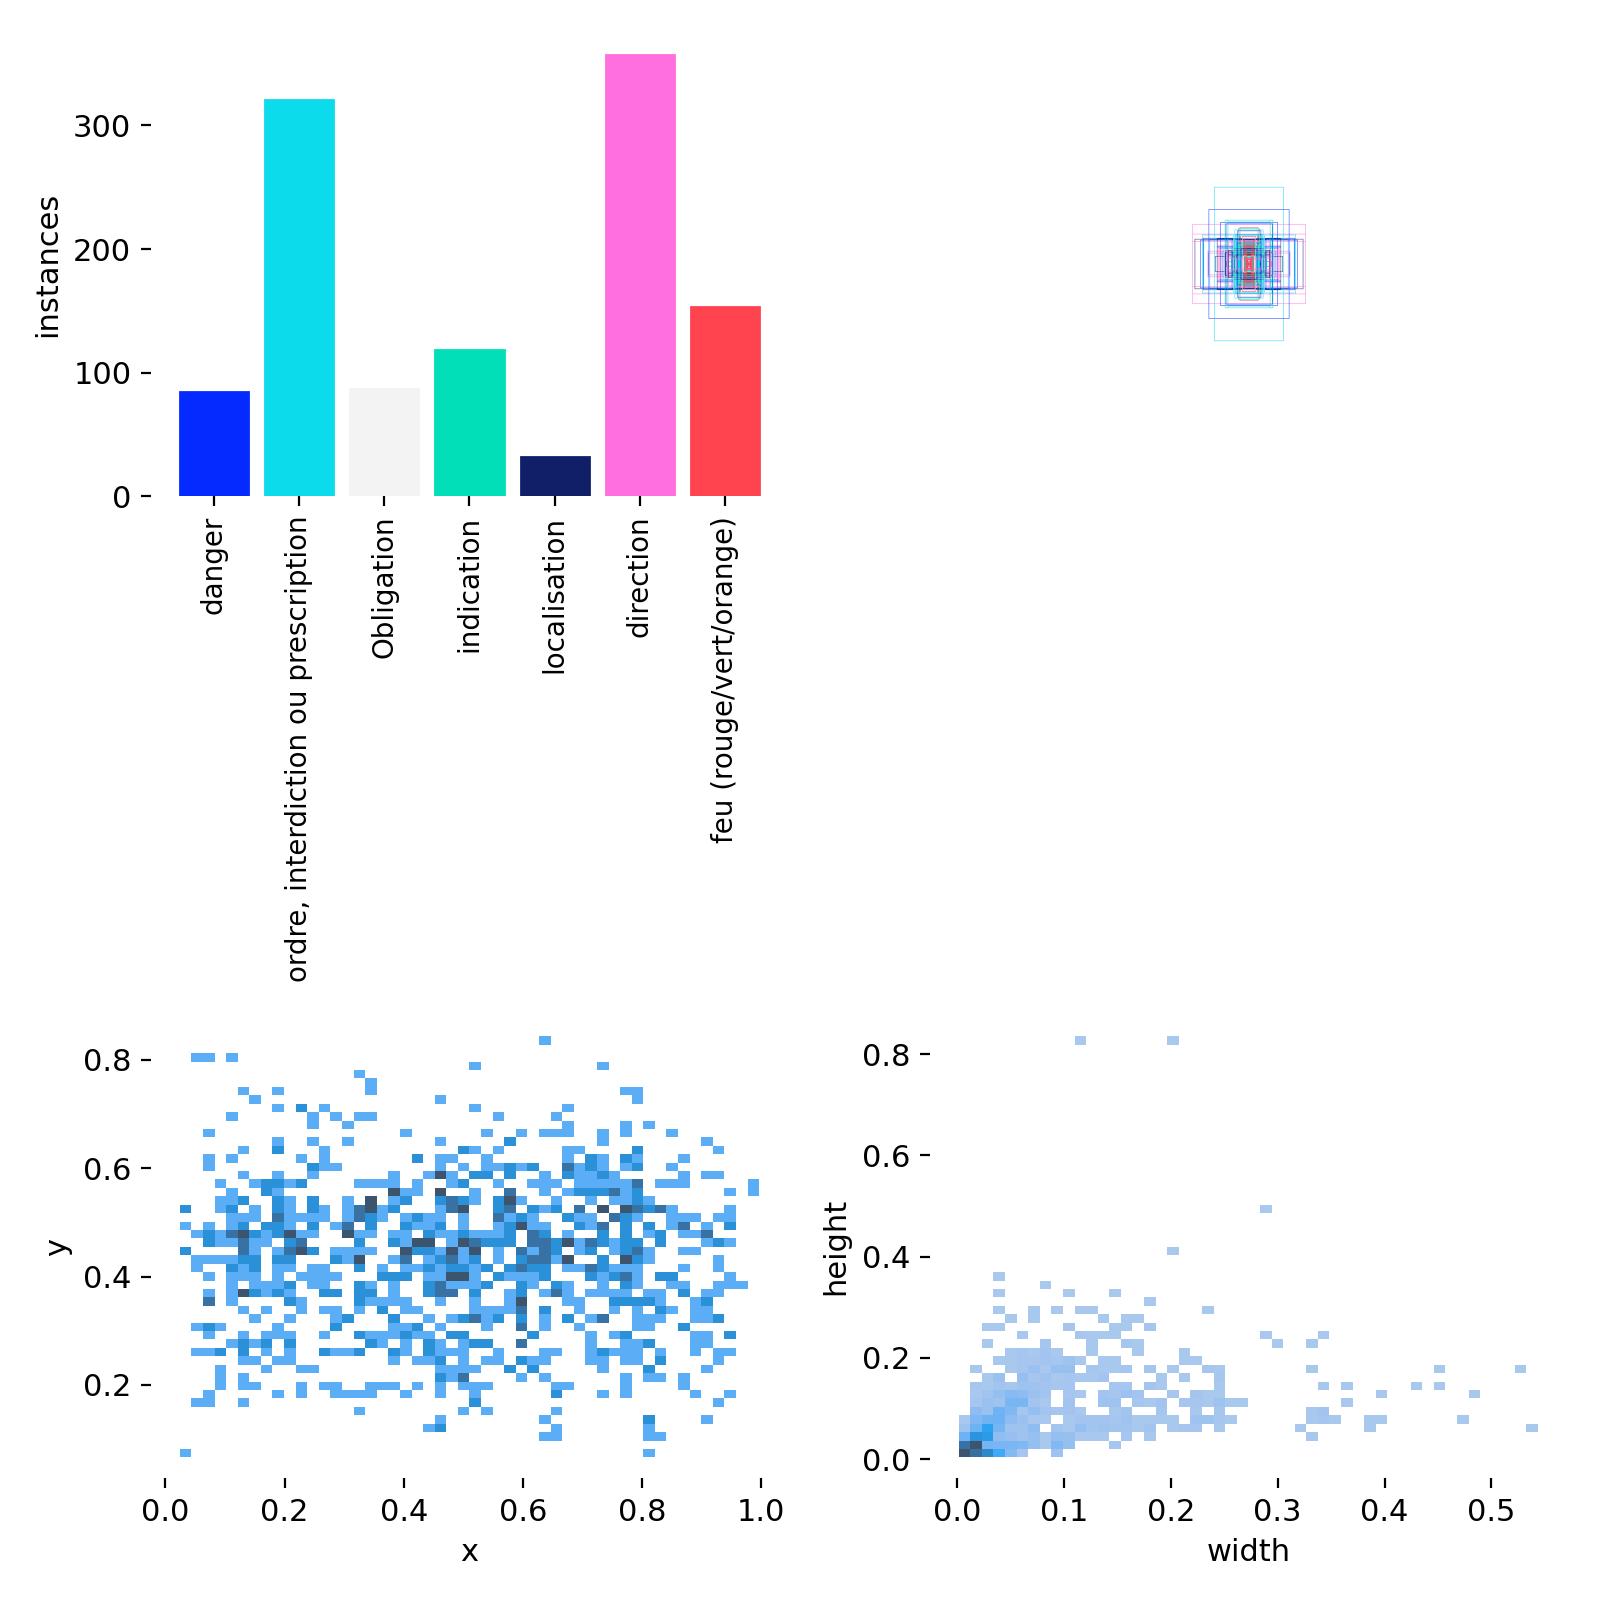 instances
300
200
100
0
danger
ordre, interdiction ou prescription
Obligation
indication
localisation
direction
feu (rouge/vert/orange)
y
0.8
0.6
0.4
0.2
0.0 0.2 0.4 0.6 0.8 1.0
x
height
0.8
0.6
0.4
0.2
0.0
0.0 0.1 0.2 0.3 0.4 0.5
width